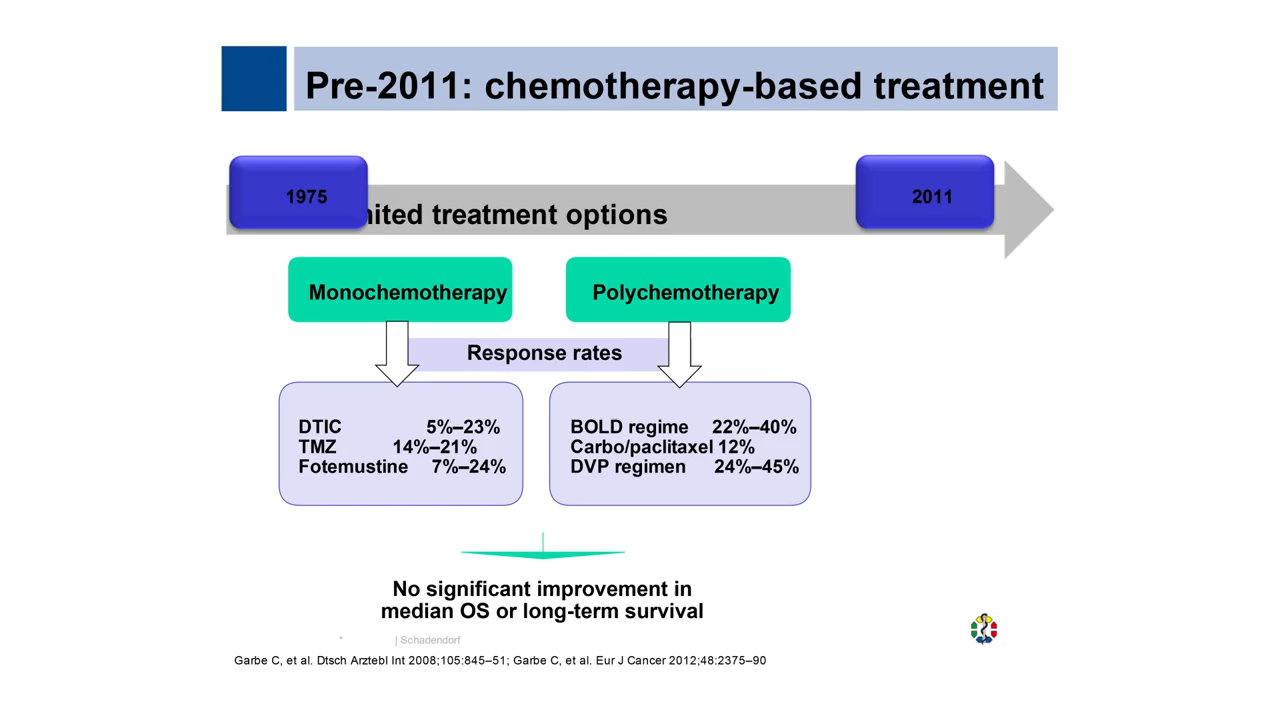 Pre-2011: chemotherapy-based treatment
1975
2011
treatment options
Monochemotherapy
Polychemotherapy
Response rates
DTIC 5%–23%
TMZ 14%–21%
Fotemustine 7%–24%
BOLD regime 22%–40%
Carbo/paclitaxel 12%
DVP regimen 24%–45%
No significant improvement in
median OS or long-term survival
* | Schadendorf
Garbe C, et al. Dtsch Arztebl Int 2008;105:845–51; Garbe C, et al. Eur J Cancer 2012;48:2375–90